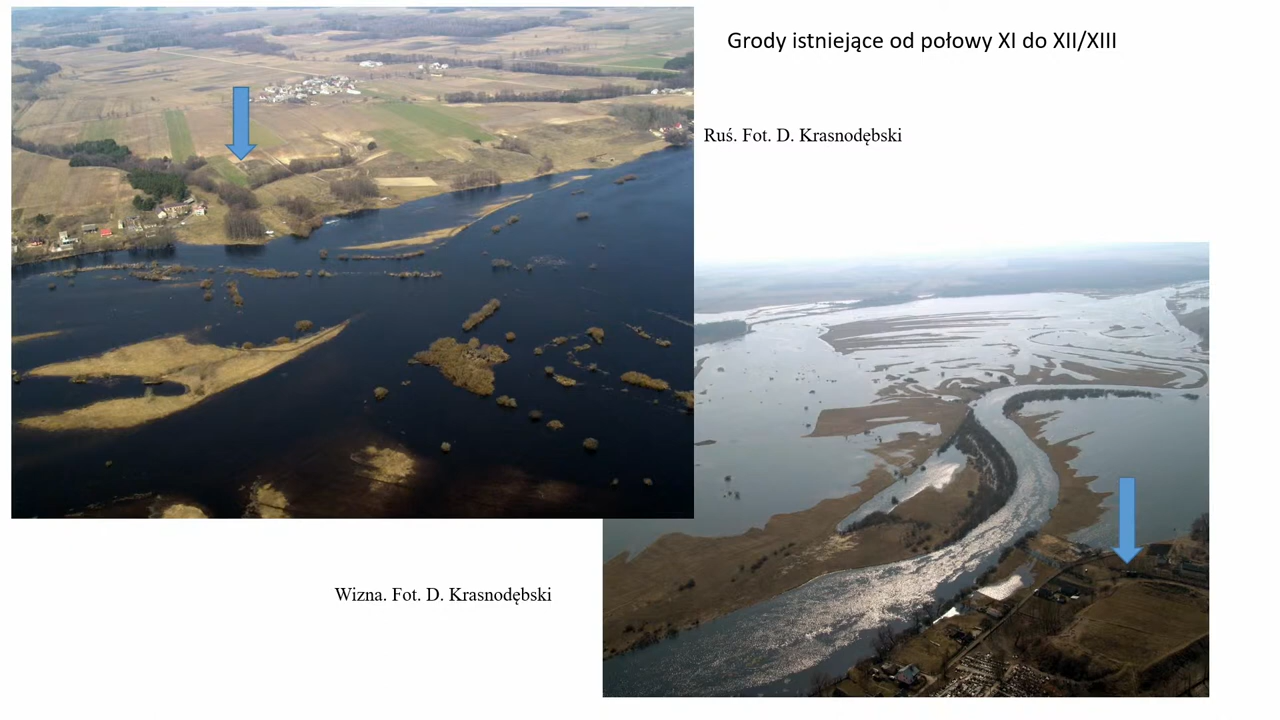 Grody istniejące od połowy XI do XII/XIII
Ruś. Fot. D. Krasnodębski
Wizna. Fot. D. Krasnodębski